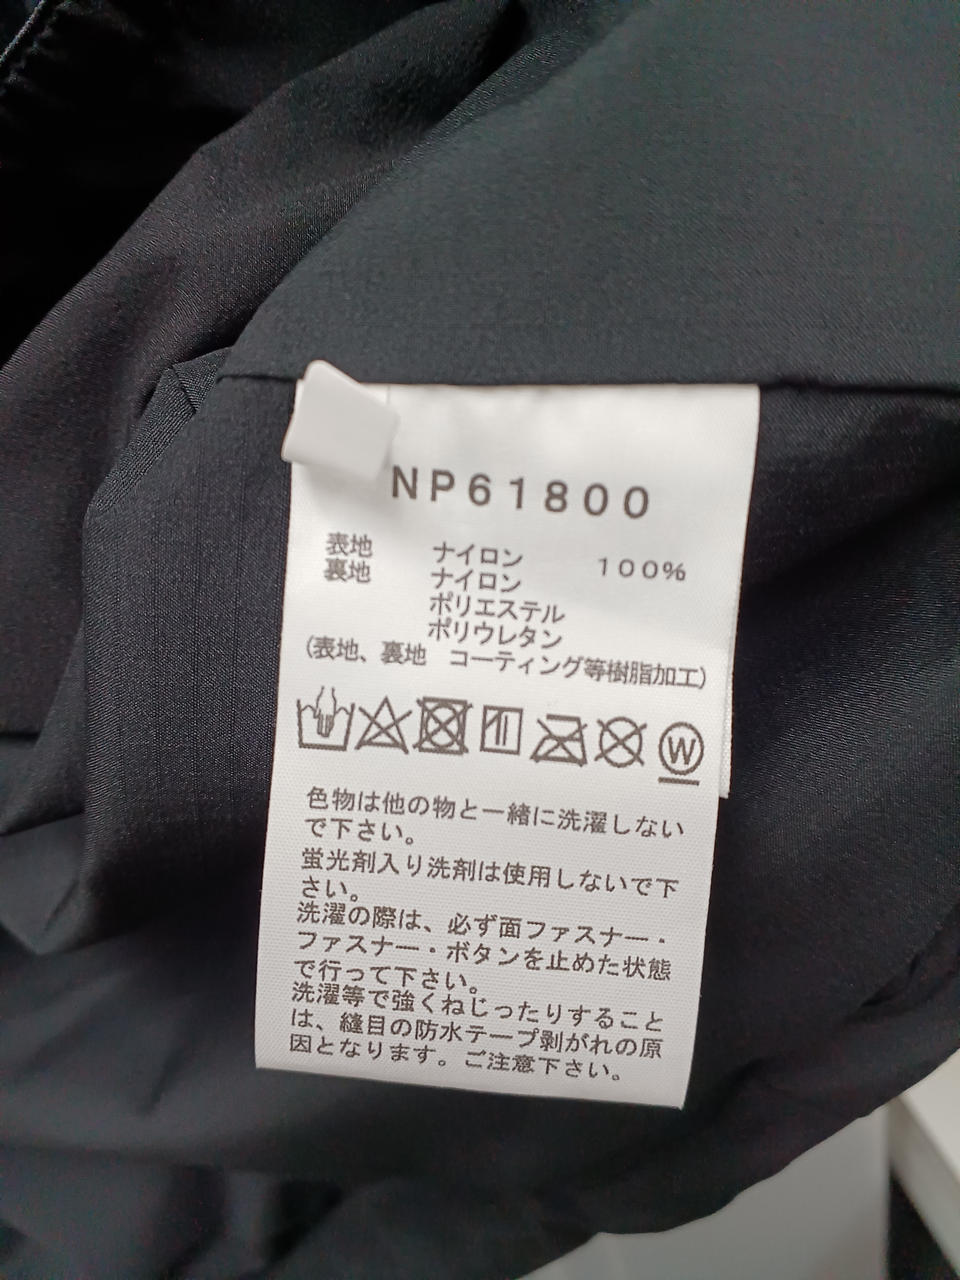 NP61800
表地 ナイロン 100%
裏地 ナイロン
ポリエステル
ポリウレタン
(表地、裏地 コーティング等樹脂加工)
W
色物は他の物と一緒に洗濯しない
で下さい。
蛍光剤入り洗剤は使用しないで下
さい。
洗濯の際は、必ず面ファスナー・
ファスナー・ボタンを止めた状態
で行って下さい。
洗濯等で強くねじったりすること
は、縫目の防水テープ剥がれの原
因となります。ご注意下さい。